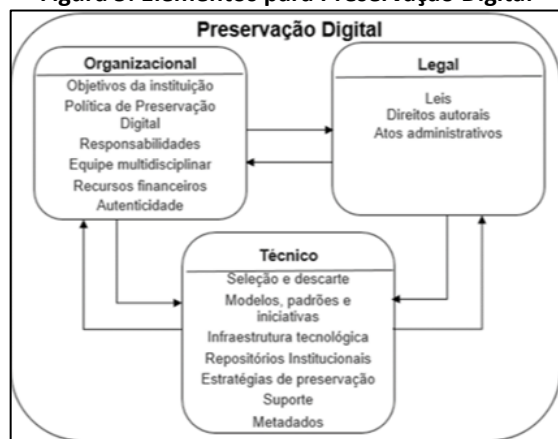 Preservação Digital
Organizacional
Objetivos da instituição
Política de Preservação
Digital
Responsabilidades
Equipe multidisciplinar
Recursos financeiros
Autenticidade
Legal
Leis
Direitos autorais
Atos administrativos
Técnico
Seleção e descarte
Modelos, padrões e
iniciativas
Infraestrutura tecnológica
Repositórios Institucionais
Estratégias de preservação
Suporte
Metadados